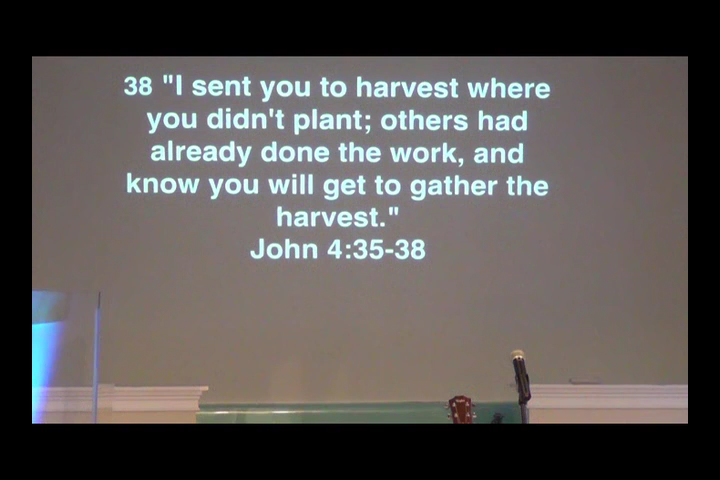 38 "I sent you to harvest where
you didn't plant; others had
already done the work, and
know you will get to gather the
harvest."
John 4:35-38